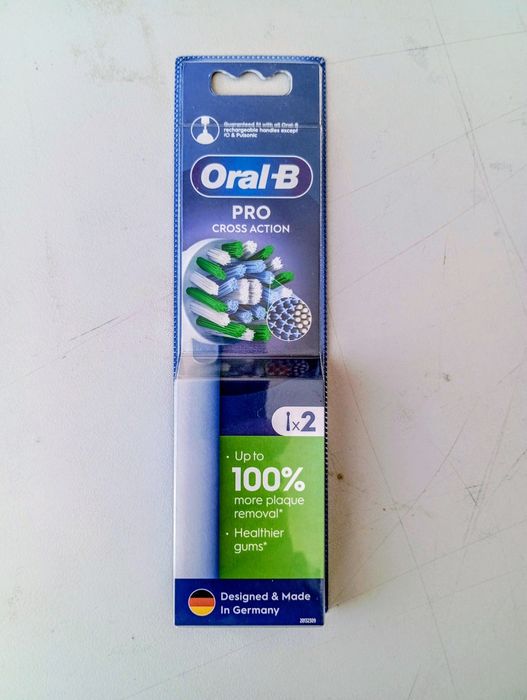 Guaranteed fit with all Oral-B
rechargeable handles except
iO & Pulsonic
Oral-B
PRO
CROSS ACTION
x2
• Up to
100%
more plaque
removal*
• Healthier
gums*
Designed & Made
In Germany